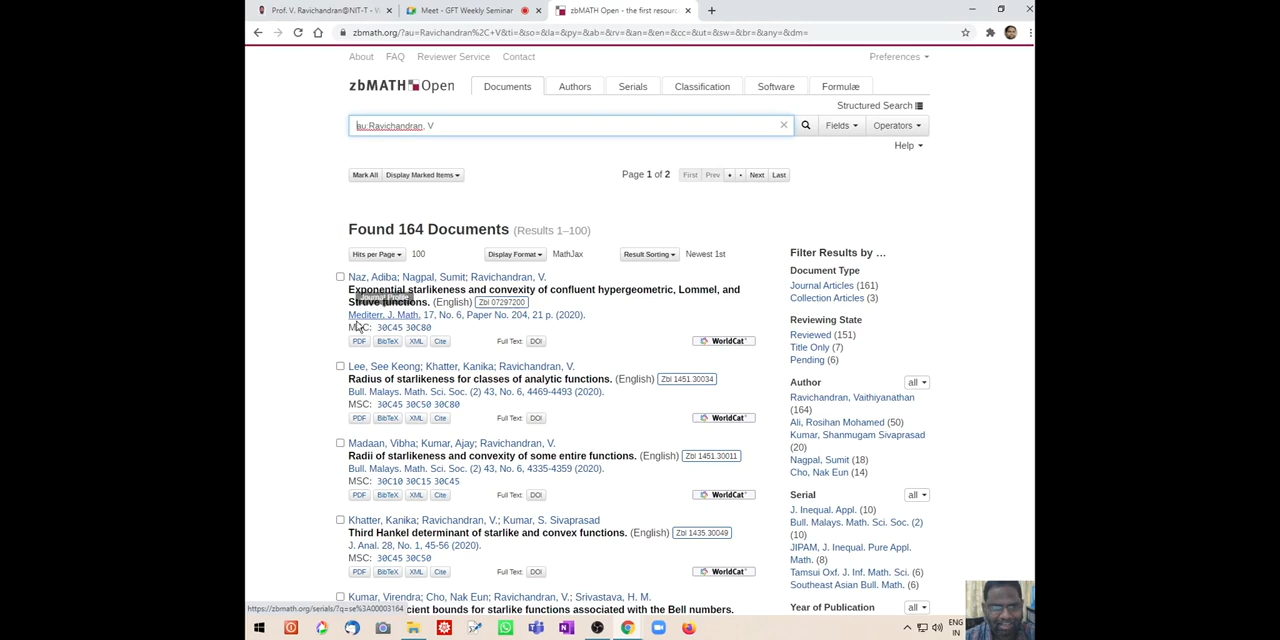 Prof. V. Ravichandran@NIT-T - W
Meet - GFT Weekly Seminar
zbMATH Open - the first resourc
zbmath.org/?au=Ravichandran%2C+V&ti=&so=&la=&py=&ab=&rv=&an=&en=&cc=&ut=&sw=&br=&any=&dm=
About FAQ Reviewer Service Contact Preferences
zbMATH Open Documents Authors Serials Classification Software Formulæ
Structured Search
au:Ravichandran, V Fields Operators
Help
Mark All Display Marked Items Page 1 of 2 First Prev Next Last
Found 164 Documents (Results 1–100)
Hits per Page 100 Display Format MathJax Result Sorting Newest 1st
Naz, Adiba; Nagpal, Sumit; Ravichandran, V.
Exponential starlikeness and convexity of confluent hypergeometric, Lommel, and
Struve functions. (English) Zbl 07297200
Journal Profile
Mediterr. J. Math. 17, No. 6, Paper No. 204, 21 p. (2020).
MSC: 30C45 30C80
PDF BibTeX XML Cite Full Text: DOI WorldCat
Lee, See Keong; Khatter, Kanika; Ravichandran, V.
Radius of starlikeness for classes of analytic functions. (English) Zbl 1451.30034
Bull. Malays. Math. Sci. Soc. (2) 43, No. 6, 4469-4493 (2020).
MSC: 30C45 30C50 30C80
PDF BibTeX XML Cite Full Text: DOI WorldCat
Madaan, Vibha; Kumar, Ajay; Ravichandran, V.
Radii of starlikeness and convexity of some entire functions. (English) Zbl 1451.30011
Bull. Malays. Math. Sci. Soc. (2) 43, No. 6, 4335-4359 (2020).
MSC: 30C10 30C15 30C45
PDF BibTeX XML Cite Full Text: DOI WorldCat
Khatter, Kanika; Ravichandran, V.; Kumar, S. Sivaprasad
Third Hankel determinant of starlike and convex functions. (English) Zbl 1435.30049
J. Anal. 28, No. 1, 45-56 (2020).
MSC: 30C45 30C50
PDF BibTeX XML Cite Full Text: DOI WorldCat
Kumar, Virendra; Cho, Nak Eun; Ravichandran, V.; Srivastava, H. M.
cient bounds for starlike functions associated with the Bell numbers.
https://zbmath.org/serials/?q=se%3A00003164
Filter Results by …
Document Type
Journal Articles (161)
Collection Articles (3)
Reviewing State
Reviewed (151)
Title Only (7)
Pending (6)
Author all
Ravichandran, Vaithiyanathan
(164)
Ali, Rosihan Mohamed (50)
Kumar, Shanmugam Sivaprasad
(20)
Nagpal, Sumit (18)
Cho, Nak Eun (14)
Serial all
J. Inequal. Appl. (10)
Bull. Malays. Math. Sci. Soc. (2)
(10)
JIPAM, J. Inequal. Pure Appl.
Math. (8)
Tamsui Oxf. J. Inf. Math. Sci. (6)
Southeast Asian Bull. Math. (6)
Year of Publication all
ENG
IN